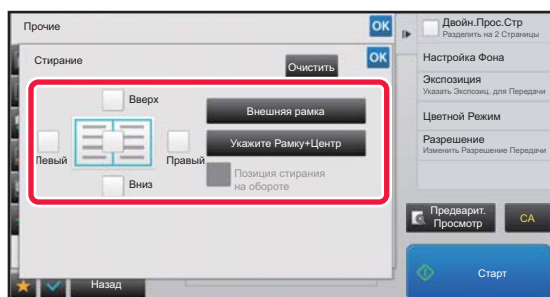 Прочие
OK
Стирание
Очистить
OK
Вверх
Левый
Правый
Вниз
Внешняя рамка
Укажите Рамку+Центр
Позиция стирания
на обороте
Назад
Двойн.Прос.Стр
Разделить на 2 Страницы
Настройка Фона
Экспозиция
Указать Экспозиц. для Передачи
Цветной Режим
Разрешение
Изменить Разрешение Передачи
Предварит.
Просмотр
CA
Старт